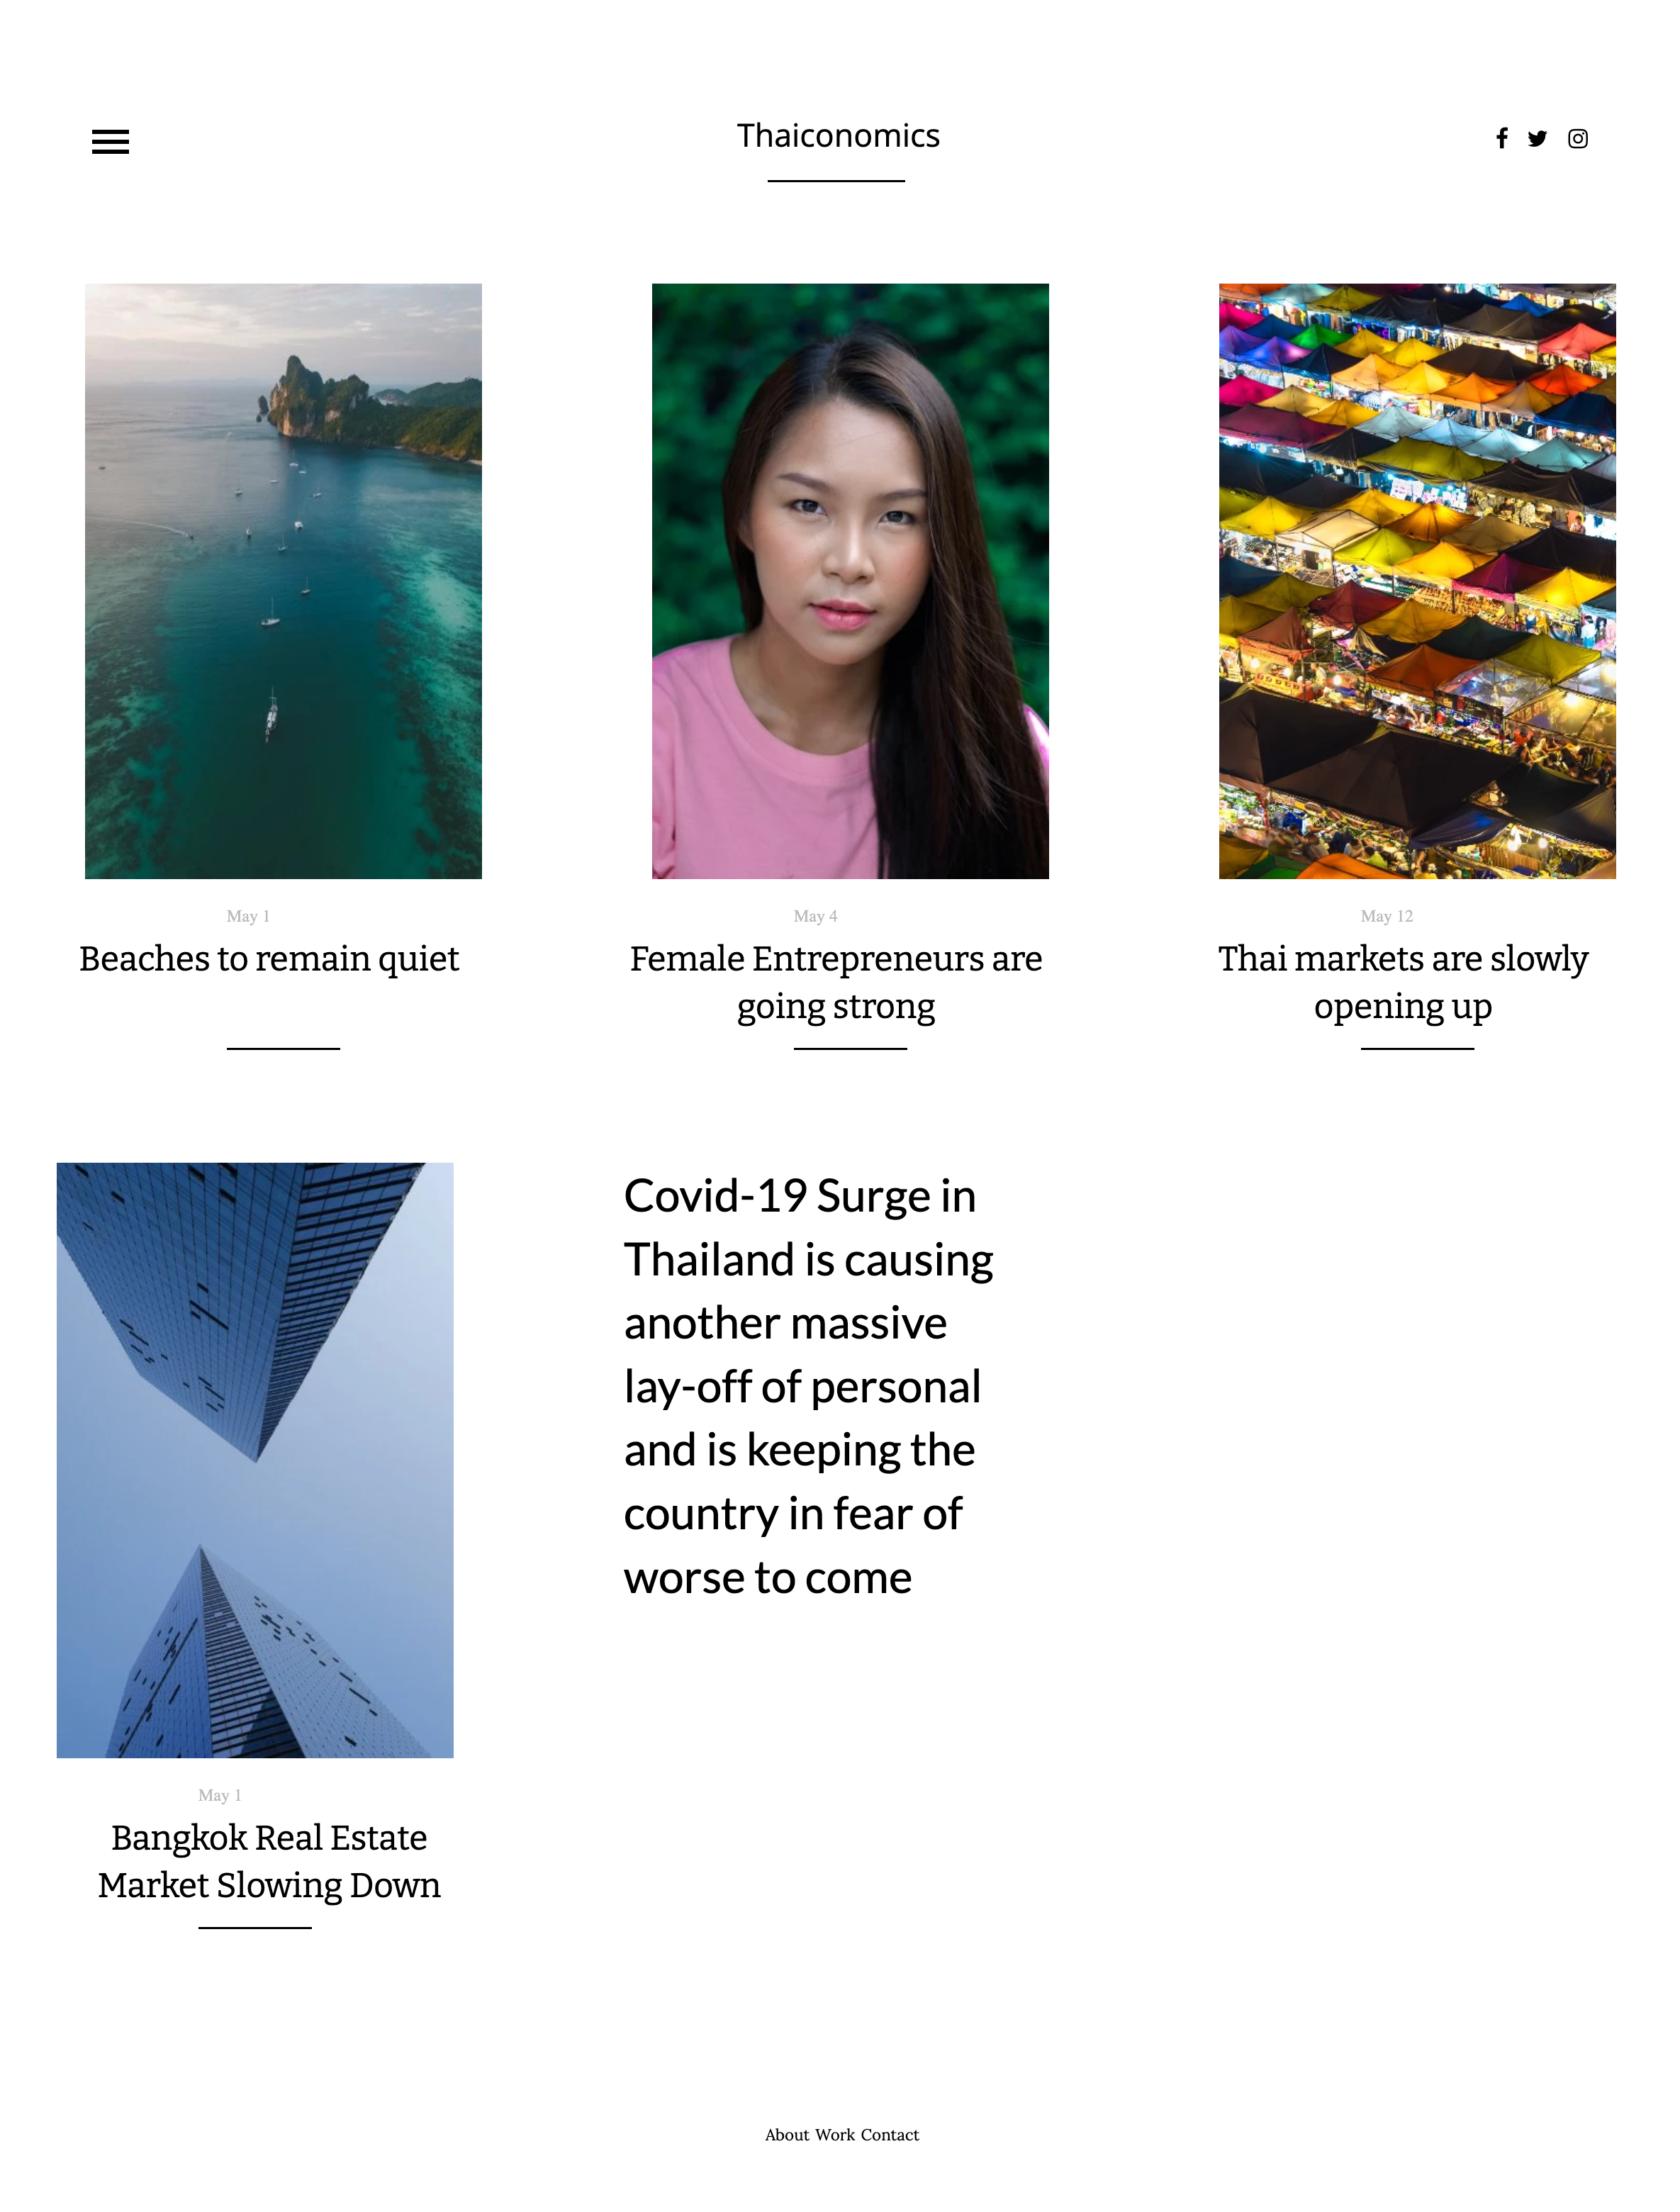 Thaiconomics
May 1
Beaches to remain quiet
May 4
Female Entrepreneurs are
going strong
May 12
Thai markets are slowly
opening up
May 1
Bangkok Real Estate
Market Slowing Down
Covid-19 Surge in
Thailand is causing
another massive
lay-off of personal
and is keeping the
country in fear of
worse to come
About Work Contact